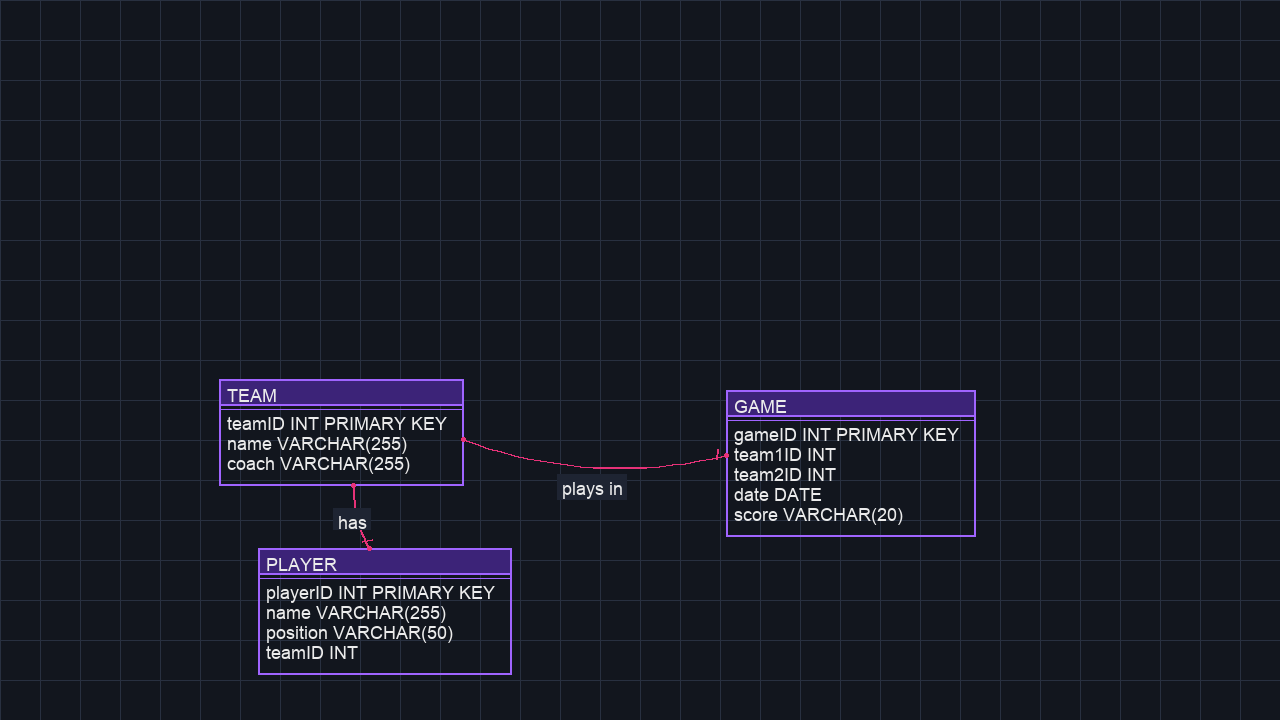 TEAM
teamID INT PRIMARY KEY
name VARCHAR(255)
coach VARCHAR(255)
GAME
gameID INT PRIMARY KEY
team1ID INT
team2ID INT
date DATE
score VARCHAR(20)
plays in
has
PLAYER
playerID INT PRIMARY KEY
name VARCHAR(255)
position VARCHAR(50)
teamID INT